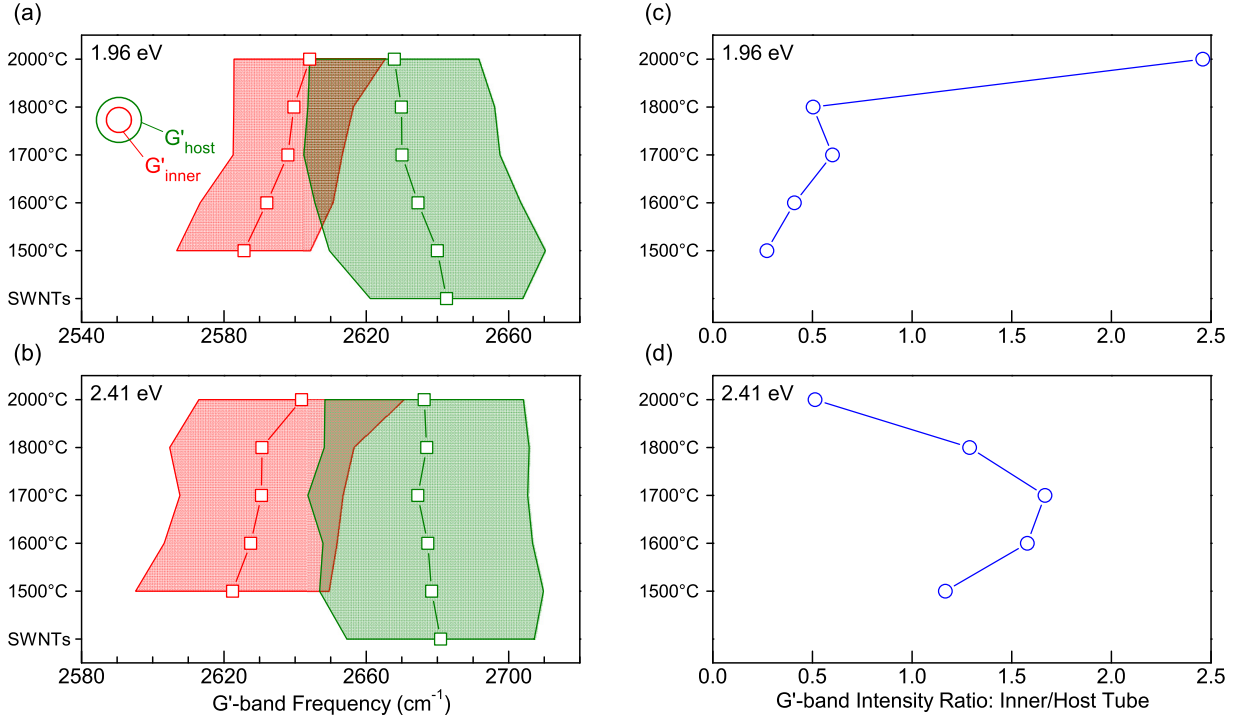 (a)
1.96 eV
2000°C
1800°C
1700°C
1600°C
1500°C
SWNTs
G'host
G'inner
2540 2580 2620 2660
(b)
2.41 eV
2000°C
1800°C
1700°C
1600°C
1500°C
SWNTs
2580 2620 2660 2700
G'-band Frequency (cm⁻¹)
(c)
1.96 eV
2000°C
1800°C
1700°C
1600°C
1500°C
0.0 0.5 1.0 1.5 2.0 2.5
(d)
2.41 eV
2000°C
1800°C
1700°C
1600°C
1500°C
0.0 0.5 1.0 1.5 2.0 2.5
G'-band Intensity Ratio: Inner/Host Tube